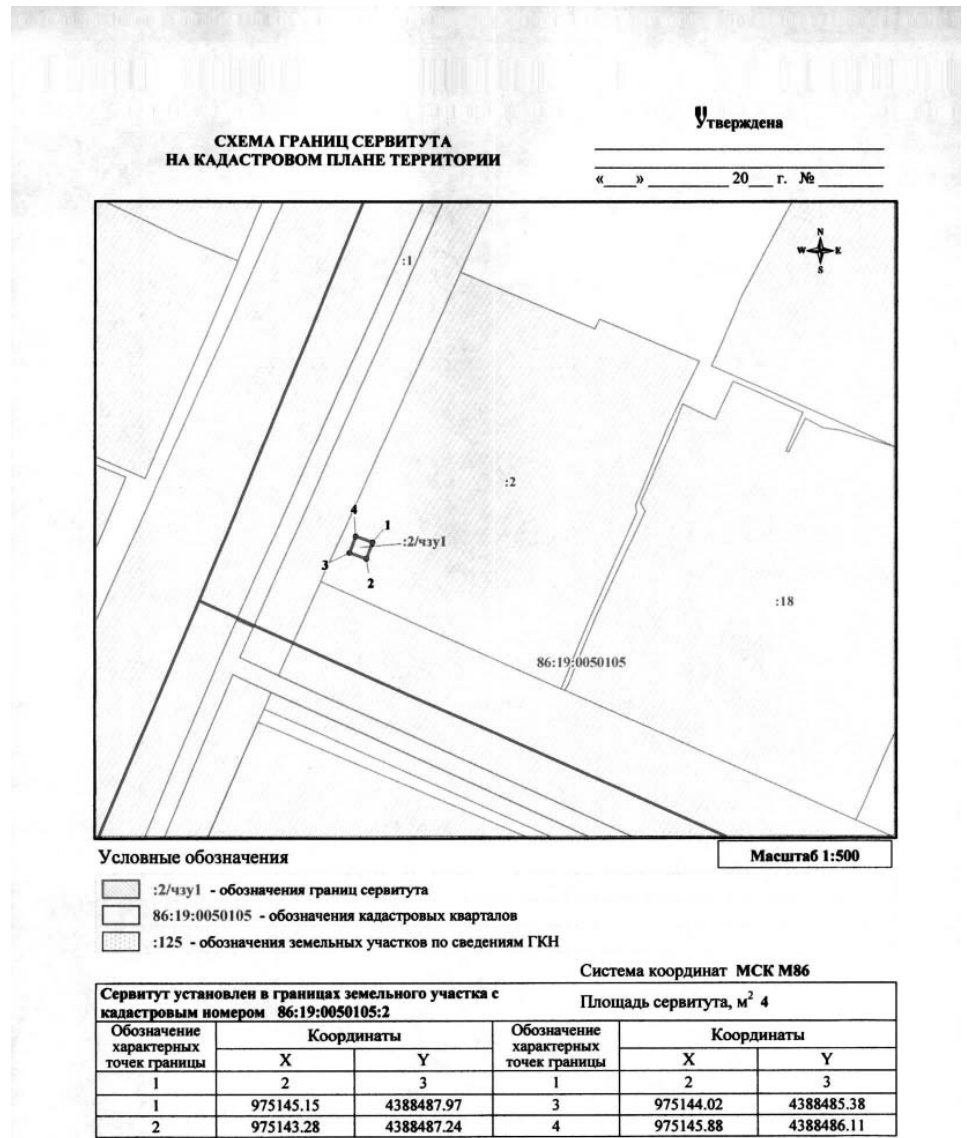 Утверждена
СХЕМА ГРАНИЦ СЕРВИТУТА
НА КАДАСТРОВОМ ПЛАНЕ ТЕРРИТОРИИ
«____» __________ 20___ г. № ________
N
W E
S
:1
:2
4
1
:2/чзу1
3
2
:18
86:19:0050105
Условные обозначения
Масштаб 1:500
:2/чзу1 - обозначения границ сервитута
86:19:0050105 - обозначения кадастровых кварталов
:125 - обозначения земельных участков по сведениям ГКН
Система координат МСК М86
Сервитут установлен в границах земельного участка с
кадастровым номером 86:19:0050105:2
Площадь сервитута, м² 4
Обозначение характерных точек границы Координаты Обозначение характерных точек границы Координаты
X Y X Y
1 2 3 1 2 3
1 975145.15 4388487.97 3 975144.02 4388485.38
2 975143.28 4388487.24 4 975145.88 4388486.11